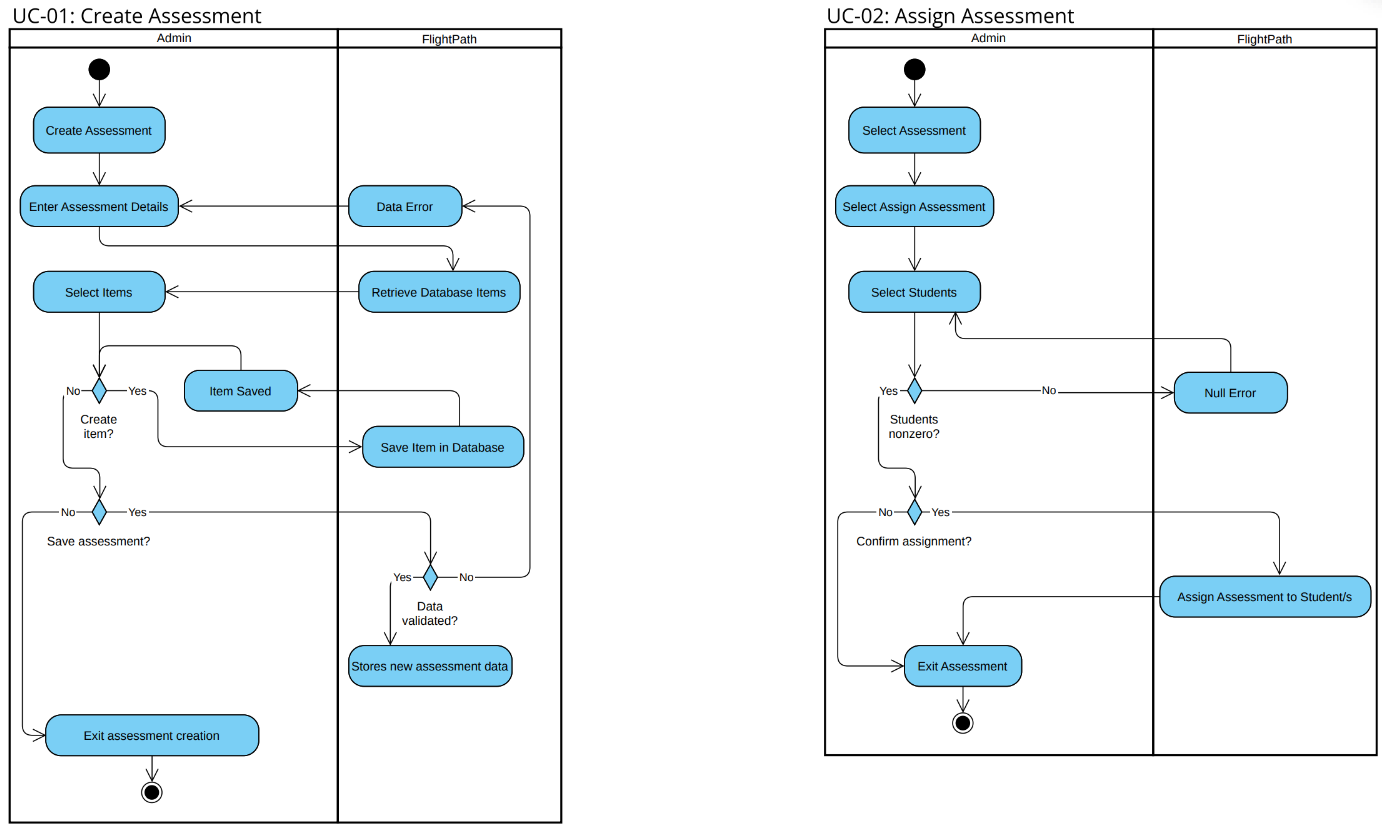 UC-01: Create Assessment
Admin
FlightPath
Create Assessment
Enter Assessment Details
Data Error
Select Items
Retrieve Database Items
No
Yes
Item Saved
Create
item?
Save Item in Database
No
Yes
Save assessment?
Yes
No
Data
validated?
Stores new assessment data
Exit assessment creation
UC-02: Assign Assessment
Admin
FlightPath
Select Assessment
Select Assign Assessment
Select Students
Yes
No
Null Error
Students
nonzero?
No
Yes
Confirm assignment?
Assign Assessment to Student/s
Exit Assessment